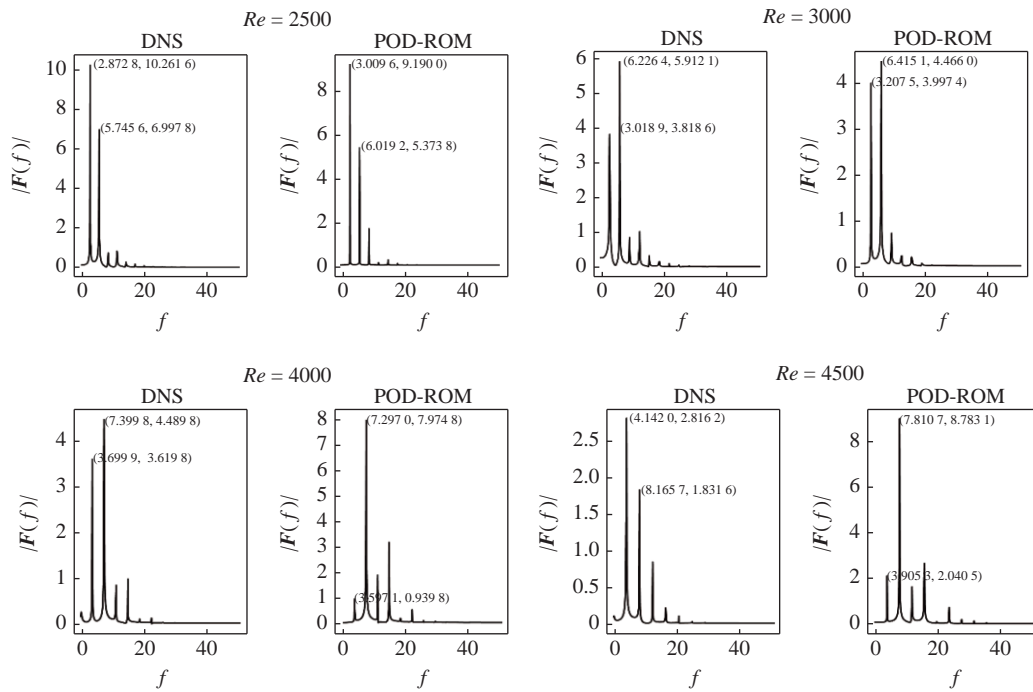 Re = 2500
DNS
POD-ROM
|F(f)|
10
8
6
4
2
0
(2.872 8, 10.261 6)
(5.745 6, 6.997 8)
0 20 40
f
|F(f)|
8
6
4
2
0
(3.009 6, 9.190 0)
(6.019 2, 5.373 8)
0 20 40
f
Re = 3000
DNS
POD-ROM
|F(f)|
6
5
4
3
2
1
0
(6.226 4, 5.912 1)
(3.018 9, 3.818 6)
0 20 40
f
|F(f)|
4
3
2
1
0
(6.415 1, 4.466 0)
(3.207 5, 3.997 4)
0 20 40
f
Re = 4000
DNS
POD-ROM
|F(f)|
4
3
2
1
0
(7.399 8, 4.489 8)
(3.699 9, 3.619 8)
0 20 40
f
|F(f)|
8
7
6
5
4
3
2
1
0
(7.297 0, 7.974 8)
(3.597 1, 0.939 8)
0 20 40
f
Re = 4500
DNS
POD-ROM
|F(f)|
2.5
2.0
1.5
1.0
0.5
0
(4.142 0, 2.816 2)
(8.165 7, 1.831 6)
0 20 40
f
|F(f)|
8
6
4
2
0
(7.810 7, 8.783 1)
(3.905 3, 2.040 5)
0 20 40
f